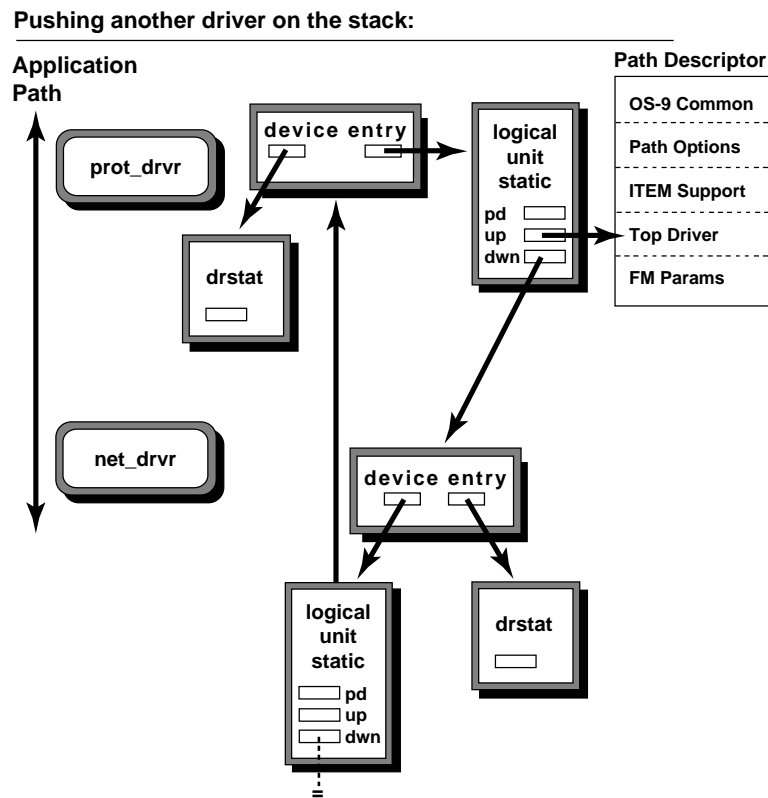 Pushing another driver on the stack:
Application
Path
Path Descriptor
OS-9 Common
Path Options
ITEM Support
Top Driver
FM Params
prot_drvr
device entry
logical
unit
static
pd
up
dwn
drstat
net_drvr
device entry
logical
unit
static
pd
up
dwn
drstat